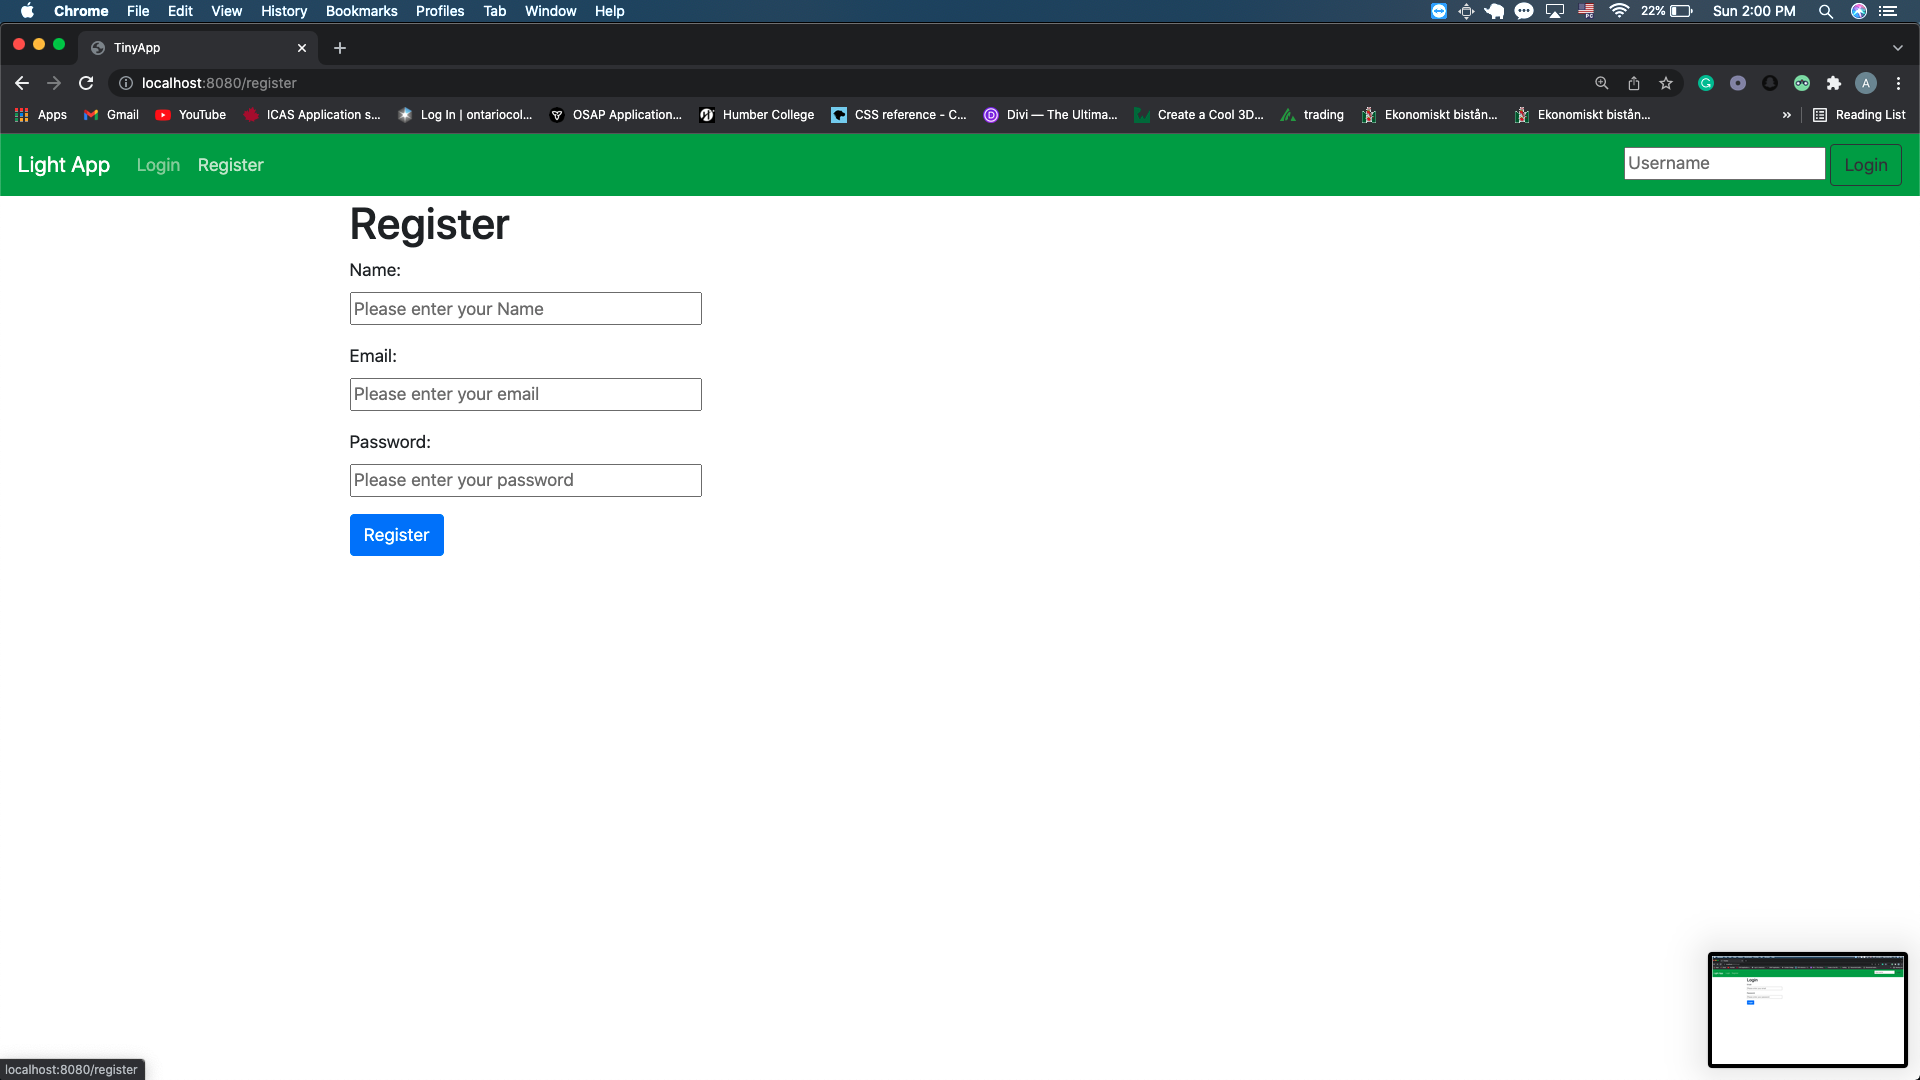 Chrome File Edit View History Bookmarks Profiles Tab Window Help 22% Sun 2:00 PM
TinyApp
localhost:8080/register
Apps Gmail YouTube ICAS Application s... Log In | ontariocol... OSAP Application... Humber College CSS reference - C... Divi — The Ultima... Create a Cool 3D... trading Ekonomiskt bistån... Ekonomiskt bistån... » Reading List
Light App Login Register Username Login
Register
Name:
Please enter your Name
Email:
Please enter your email
Password:
Please enter your password
Register
Login
localhost:8080/register